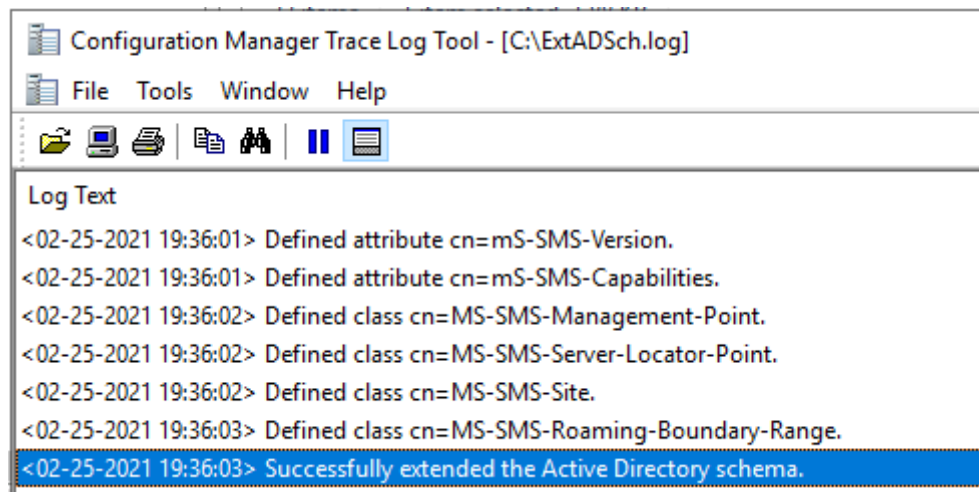 Configuration Manager Trace Log Tool - [C:\ExtADSch.log]
File Tools Window Help
Log Text
<02-25-2021 19:36:01> Defined attribute cn=mS-SMS-Version.
<02-25-2021 19:36:01> Defined attribute cn=mS-SMS-Capabilities.
<02-25-2021 19:36:02> Defined class cn=MS-SMS-Management-Point.
<02-25-2021 19:36:02> Defined class cn=MS-SMS-Server-Locator-Point.
<02-25-2021 19:36:02> Defined class cn=MS-SMS-Site.
<02-25-2021 19:36:03> Defined class cn=MS-SMS-Roaming-Boundary-Range.
<02-25-2021 19:36:03> Successfully extended the Active Directory schema.